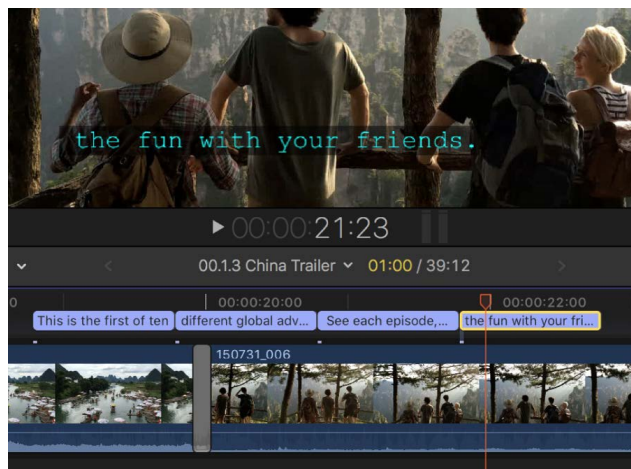 the fun with your friends.
00:00:21:23
00.1.3 China Trailer 01:00 / 39:12
0 00:00:20:00 00:00:22:00
This is the first of ten different global adv... See each episode,... the fun with your fri...
150731_006